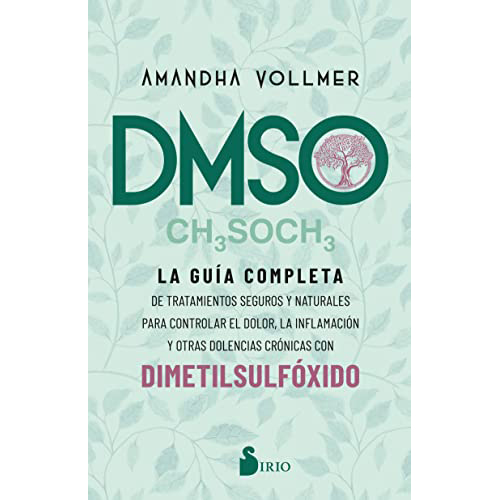 AMANDHA VOLLMER
DMSO
CH₃SOCH₃
LA GUÍA COMPLETA
DE TRATAMIENTOS SEGUROS Y NATURALES
PARA CONTROLAR EL DOLOR, LA INFLAMACIÓN
Y OTRAS DOLENCIAS CRÓNICAS CON
DIMETILSULFÓXIDO
SIRIO